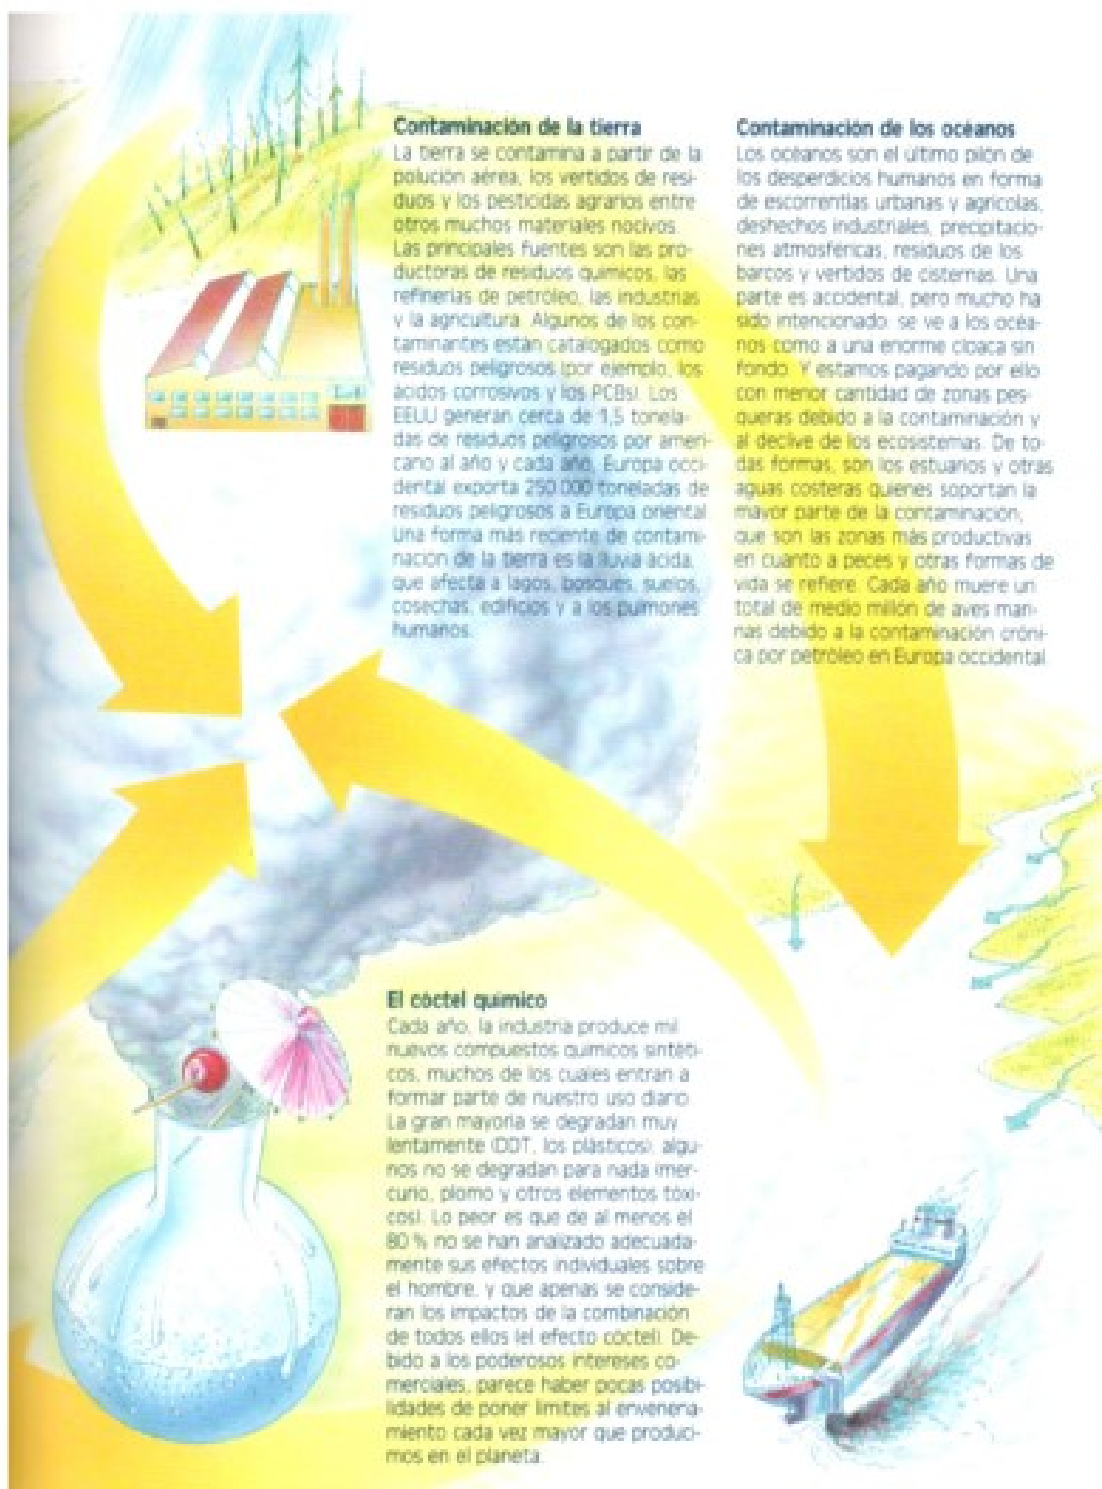 Contaminación de la tierra
La tierra se contamina a partir de la
polución aérea, los vertidos de resi-
duos y los pesticidas agrarios entre
otros muchos materiales nocivos.
Las principales fuentes son las pro-
ductoras de residuos químicos, las
refinerías de petróleo, las industrias
y la agricultura. Algunos de los con-
taminantes están catalogados como
residuos peligrosos (por ejemplo, los
ácidos corrosivos y los PCBs). Los
EEUU generan cerca de 1,5 tonela-
das de residuos peligrosos por ameri-
cano al año y cada año, Europa occi-
dental exporta 250.000 toneladas de
residuos peligrosos a Europa oriental.
Una forma más reciente de contami-
nación de la tierra es la lluvia ácida,
que afecta a lagos, bosques, suelos,
cosechas, edificios y a los pulmones
humanos.
Contaminación de los océanos
Los océanos son el último pilón de
los desperdicios humanos en forma
de escorrentías urbanas y agrícolas,
deshechos industriales, precipitacio-
nes atmosféricas, residuos de los
barcos y vertidos de cisternas. Una
parte es accidental, pero mucho ha
sido intencionado: se ve a los océa-
nos como a una enorme cloaca sin
fondo. Y estamos pagando por ello
con menor cantidad de zonas pes-
queras debido a la contaminación y
al declive de los ecosistemas. De to-
das formas, son los estuarios y otras
aguas costeras quienes soportan la
mayor parte de la contaminación,
que son las zonas más productivas
en cuanto a peces y otras formas de
vida se refiere. Cada año muere un
total de medio millón de aves mari-
nas debido a la contaminación cróni-
ca por petróleo en Europa occidental.
El cóctel químico
Cada año, la industria produce mil
nuevos compuestos químicos sintéti-
cos, muchos de los cuales entran a
formar parte de nuestro uso diario.
La gran mayoría se degradan muy
lentamente (DDT, los plásticos); algu-
nos no se degradan para nada (mer-
curio, plomo y otros elementos tóxi-
cos). Lo peor es que de al menos el
80 % no se han analizado adecuada-
mente sus efectos individuales sobre
el hombre, y que apenas se conside-
ran los impactos de la combinación
de todos ellos (el efecto cóctel). De-
bido a los poderosos intereses co-
merciales, parece haber pocas posibi-
lidades de poner límites al envenena-
miento cada vez mayor que produci-
mos en el planeta.